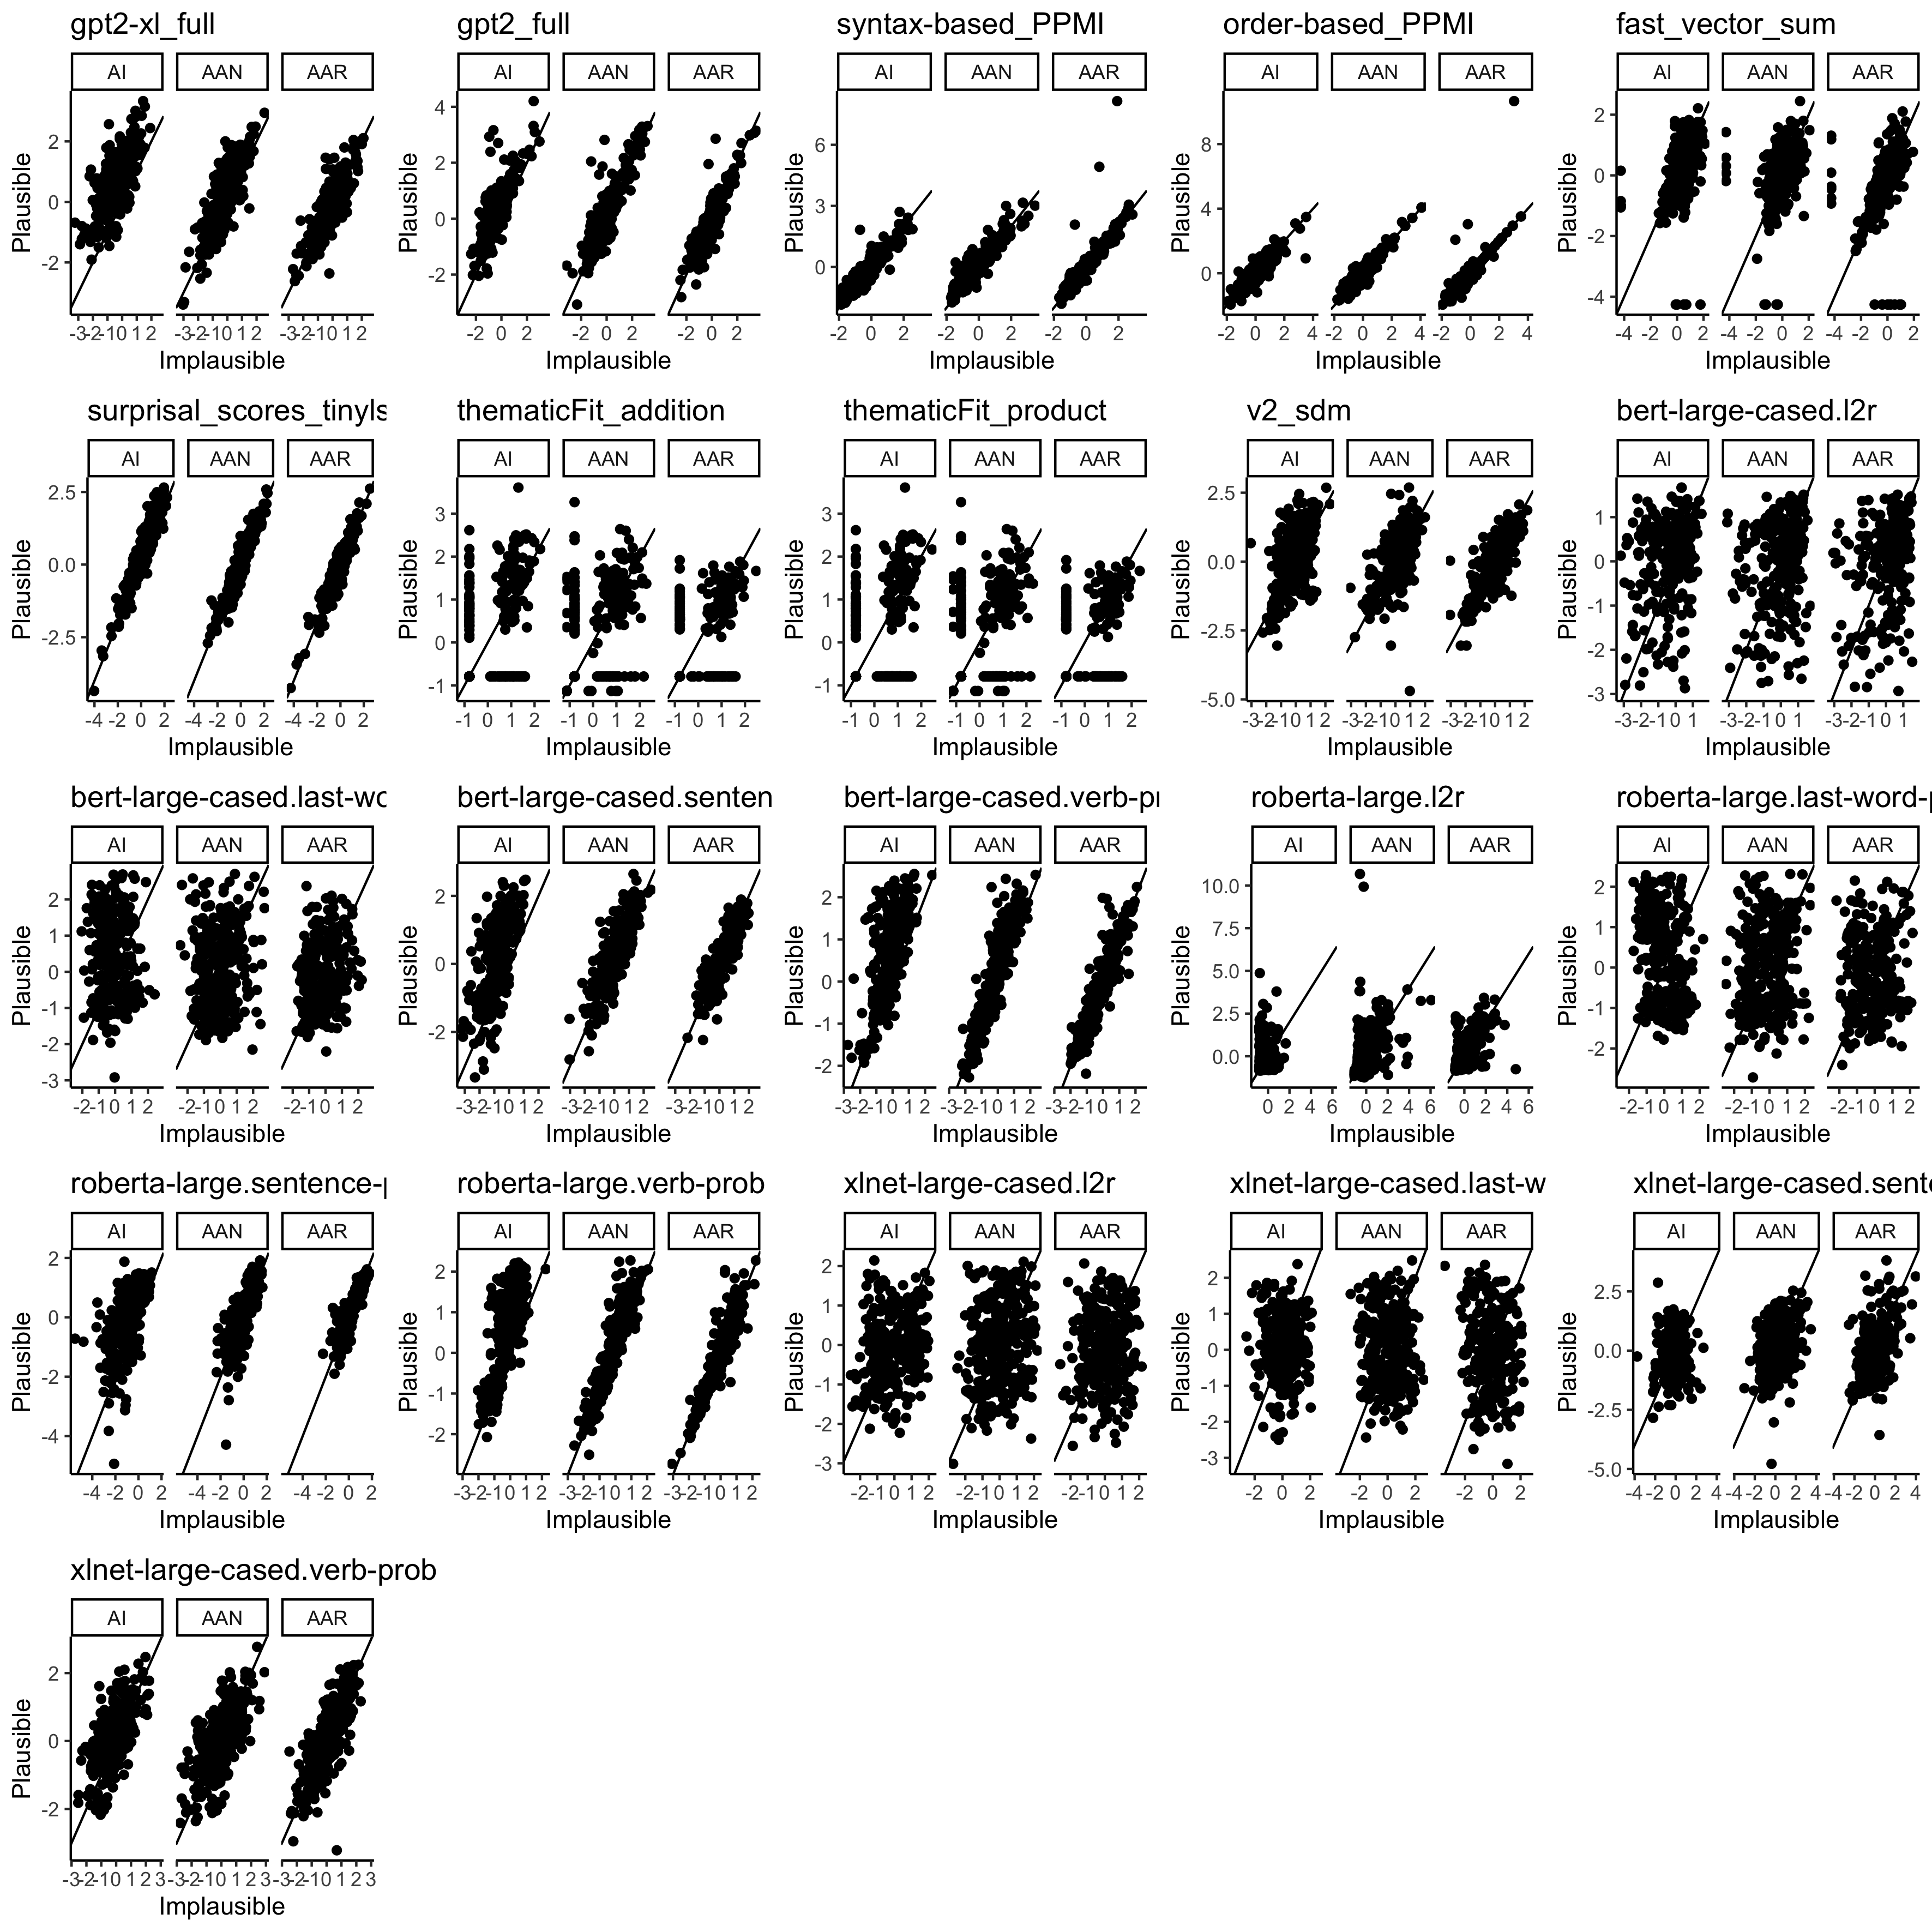 gpt2-xl_full gpt2_full syntax-based_PPMI order-based_PPMI fast_vector_sum
AI AAN AAR AI AAN AAR AI AAN AAR AI AAN AAR AI AAN AAR
Plausible Plausible Plausible Plausible Plausible
2 0 -2
4 2 0 -2
6 3 0
8 4 0
2 0 -2 -4
-3-2-10 1 2 -3-2-10 1 2 -3-2-10 1 2 -2 0 2 -2 0 2 -2 0 2 -2 0 2 -2 0 2 -2 0 2 -2 0 2 4 -2 0 2 4 -2 0 2 4 -4 -2 0 2 -4 -2 0 2 -4 -2 0 2
Implausible Implausible Implausible Implausible Implausible
surprisal_scores_tinyls thematicFit_addition thematicFit_product v2_sdm bert-large-cased.l2r
AI AAN AAR AI AAN AAR AI AAN AAR AI AAN AAR AI AAN AAR
Plausible Plausible Plausible Plausible Plausible
2.5 0.0 -2.5
3 2 1 0 -1
3 2 1 0 -1
2.5 0.0 -2.5 -5.0
1 0 -1 -2 -3
-4 -2 0 2 -4 -2 0 2 -4 -2 0 2 -1 0 1 2 -1 0 1 2 -1 0 1 2 -1 0 1 2 -1 0 1 2 -1 0 1 2 -3-2-10 1 2 -3-2-10 1 2 -3-2-10 1 2 -3-2-10 1 -3-2-10 1 -3-2-10 1
Implausible Implausible Implausible Implausible Implausible
bert-large-cased.last-wo bert-large-cased.senten bert-large-cased.verb-pr roberta-large.l2r roberta-large.last-word-p
AI AAN AAR AI AAN AAR AI AAN AAR AI AAN AAR AI AAN AAR
Plausible Plausible Plausible Plausible Plausible
2 1 0 -1 -2 -3
2 0 -2
2 1 0 -1 -2
10.0 7.5 5.0 2.5 0.0
2 1 0 -1 -2
-2-10 1 2 -2-10 1 2 -2-10 1 2 -3-2-10 1 2 -3-2-10 1 2 -3-2-10 1 2 -3-2-10 1 2 -3-2-10 1 2 -3-2-10 1 2 0 2 4 6 0 2 4 6 0 2 4 6 -2-10 1 2 -2-10 1 2 -2-10 1 2
Implausible Implausible Implausible Implausible Implausible
roberta-large.sentence-p roberta-large.verb-prob xlnet-large-cased.l2r xlnet-large-cased.last-w xlnet-large-cased.sente
AI AAN AAR AI AAN AAR AI AAN AAR AI AAN AAR AI AAN AAR
Plausible Plausible Plausible Plausible Plausible
2 0 -2 -4
2 1 0 -1 -2
2 1 0 -1 -2 -3
2 1 0 -1 -2 -3
2.5 0.0 -2.5 -5.0
-4 -2 0 2 -4 -2 0 2 -4 -2 0 2 -3-2-10 1 2 -3-2-10 1 2 -3-2-10 1 2 -2-10 1 2 -2-10 1 2 -2-10 1 2 -2 0 2 -2 0 2 -2 0 2 -4 -2 0 2 4 -4 -2 0 2 4 -4 -2 0 2 4
Implausible Implausible Implausible Implausible Implausible
xlnet-large-cased.verb-prob
AI AAN AAR
Plausible
2 0 -2
-3-2-10 1 2 3 -3-2-10 1 2 3 -3-2-10 1 2 3
Implausible